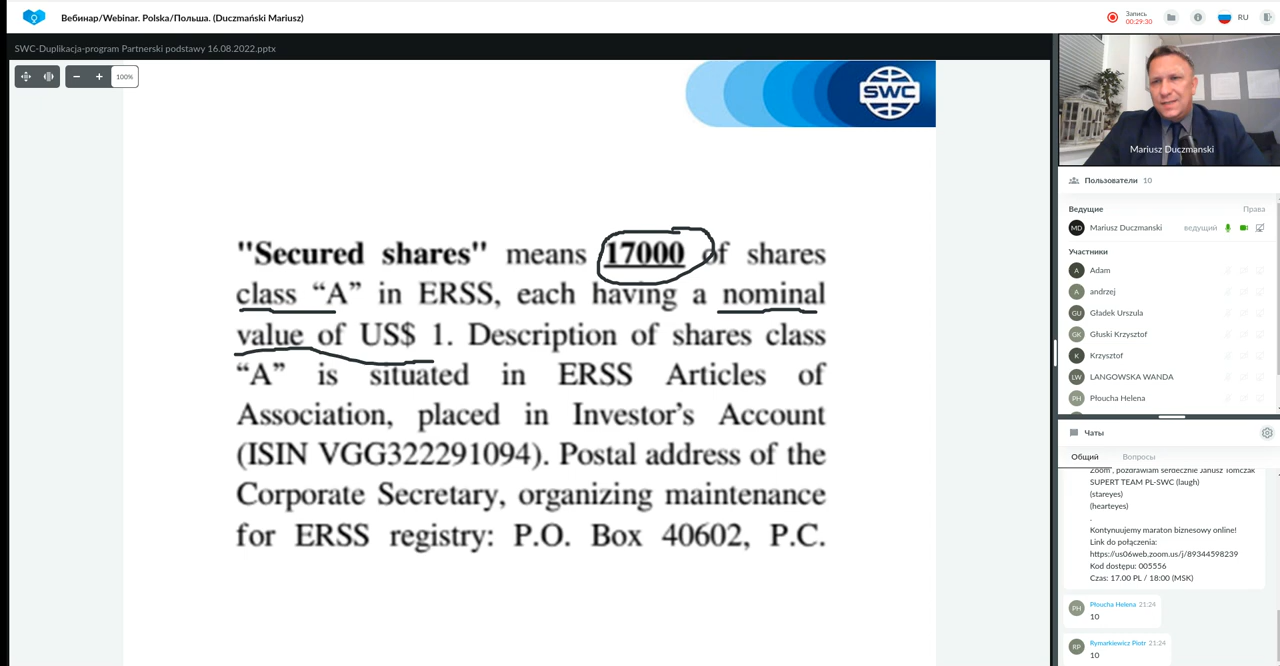 Вебинар/Webinar. Polska/Польша. (Duczmański Mariusz)
Запись
00:29:30
RU
SWC-Duplikacja-program Partnerski podstawy 16.08.2022.pptx
100%
SWC
"Secured shares" means 17000 of shares
class “A” in ERSS, each having a nominal
value of US$ 1. Description of shares class
“A” is situated in ERSS Articles of
Association, placed in Investor’s Account
(ISIN VGG322291094). Postal address of the
Corporate Secretary, organizing maintenance
for ERSS registry: P.O. Box 40602, P.C.
Mariusz Duczmanski
Пользователи 10
Ведущие Права
MD Mariusz Duczmanski ведущий
Участники
A Adam
A andrzej
GU Gładek Urszula
GK Głuski Krzysztof
K Krzysztof
LW LANGOWSKA WANDA
PH Płoucha Helena
Чаты
Общий Вопросы
Zoom", pozdrawiam serdecznie Janusz Tomczak
SUPERT TEAM PL-SWC (laugh)
(stareyes)
(hearteyes)
.
Kontynuujemy maraton biznesowy online!
Link do połączenia:
https://us06web.zoom.us/j/89344598239
Kod dostępu: 005556
Czas: 17.00 PL / 18:00 (MSK)
PH Płoucha Helena 21:24
10
RP Rymarkiewicz Piotr 21:24
10